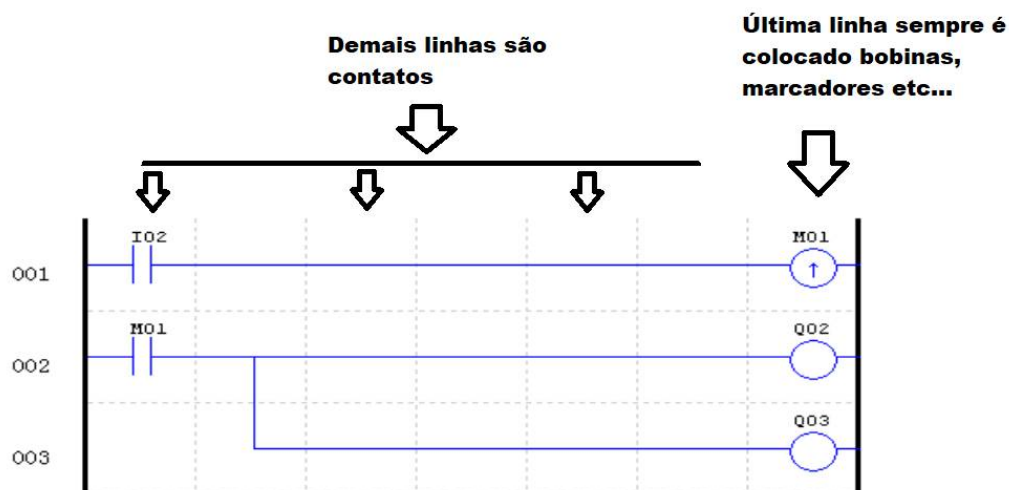 Demais linhas são
contatos
Última linha sempre é
colocado bobinas,
marcadores etc...
I02
M01
↑
001
M01
Q02
002
Q03
003